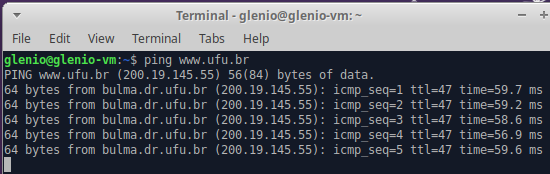 Terminal - glenio@glenio-vm: ~
File Edit View Terminal Tabs Help
glenio@glenio-vm:~$ ping www.ufu.br
PING www.ufu.br (200.19.145.55) 56(84) bytes of data.
64 bytes from bulma.dr.ufu.br (200.19.145.55): icmp_seq=1 ttl=47 time=59.7 ms
64 bytes from bulma.dr.ufu.br (200.19.145.55): icmp_seq=2 ttl=47 time=59.2 ms
64 bytes from bulma.dr.ufu.br (200.19.145.55): icmp_seq=3 ttl=47 time=58.6 ms
64 bytes from bulma.dr.ufu.br (200.19.145.55): icmp_seq=4 ttl=47 time=56.9 ms
64 bytes from bulma.dr.ufu.br (200.19.145.55): icmp_seq=5 ttl=47 time=59.6 ms